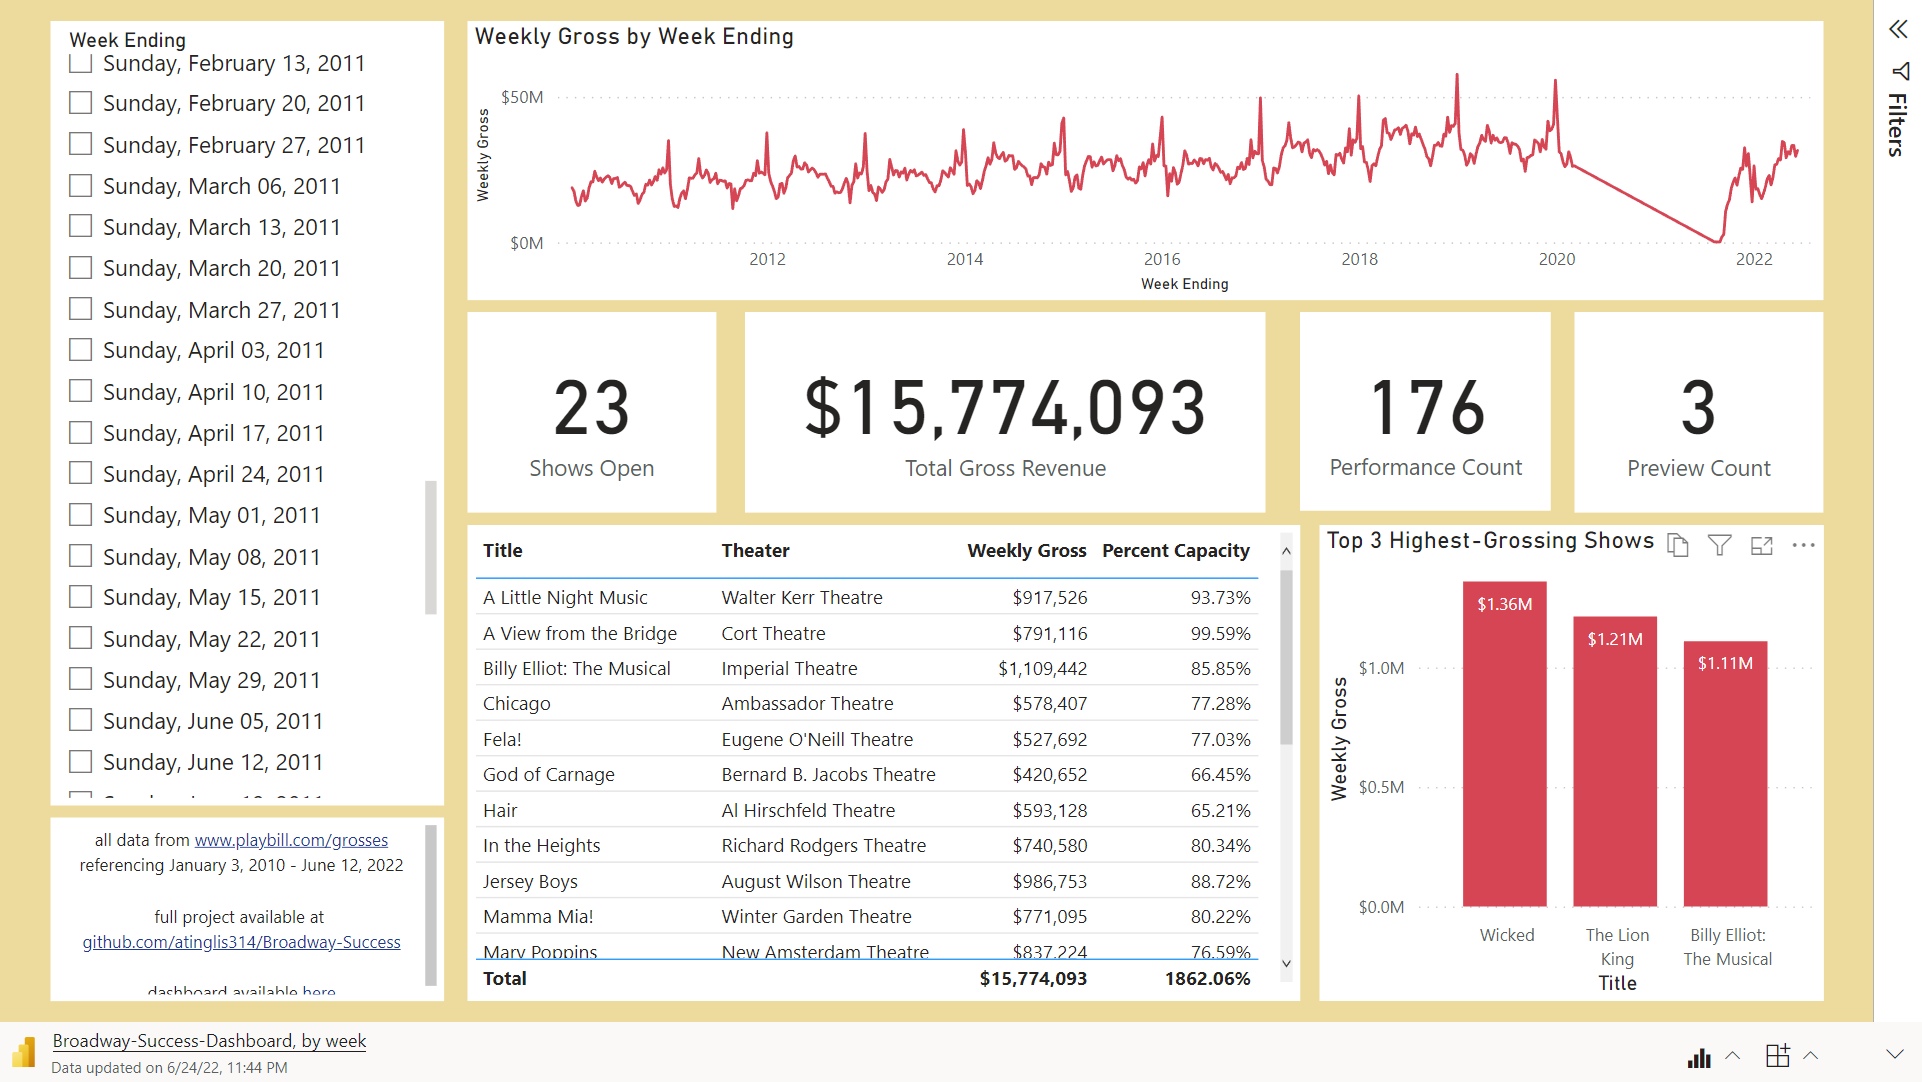 Week Ending
Sunday, February 13, 2011
Sunday, February 20, 2011
Sunday, February 27, 2011
Sunday, March 06, 2011
Sunday, March 13, 2011
Sunday, March 20, 2011
Sunday, March 27, 2011
Sunday, April 03, 2011
Sunday, April 10, 2011
Sunday, April 17, 2011
Sunday, April 24, 2011
Sunday, May 01, 2011
Sunday, May 08, 2011
Sunday, May 15, 2011
Sunday, May 22, 2011
Sunday, May 29, 2011
Sunday, June 05, 2011
Sunday, June 12, 2011
all data from www.playbill.com/grosses
referencing January 3, 2010 - June 12, 2022
full project available at
github.com/atinglis314/Broadway-Success
dashboard available here
Weekly Gross by Week Ending
Weekly Gross
$50M
$0M
2012 2014 2016 2018 2020 2022
Week Ending
23
Shows Open
$15,774,093
Total Gross Revenue
176
Performance Count
3
Preview Count
Title Theater Weekly Gross Percent Capacity
A Little Night Music Walter Kerr Theatre $917,526 93.73%
A View from the Bridge Cort Theatre $791,116 99.59%
Billy Elliot: The Musical Imperial Theatre $1,109,442 85.85%
Chicago Ambassador Theatre $578,407 77.28%
Fela! Eugene O'Neill Theatre $527,692 77.03%
God of Carnage Bernard B. Jacobs Theatre $420,652 66.45%
Hair Al Hirschfeld Theatre $593,128 65.21%
In the Heights Richard Rodgers Theatre $740,580 80.34%
Jersey Boys August Wilson Theatre $986,753 88.72%
Mamma Mia! Winter Garden Theatre $771,095 80.22%
Mary Poppins New Amsterdam Theatre $837,224 76.59%
Total $15,774,093 1862.06%
Top 3 Highest-Grossing Shows
Weekly Gross
$1.0M
$0.5M
$0.0M
$1.36M
$1.21M
$1.11M
Wicked
The Lion
King
Billy Elliot:
The Musical
Title
Filters
Broadway-Success-Dashboard, by week
Data updated on 6/24/22, 11:44 PM